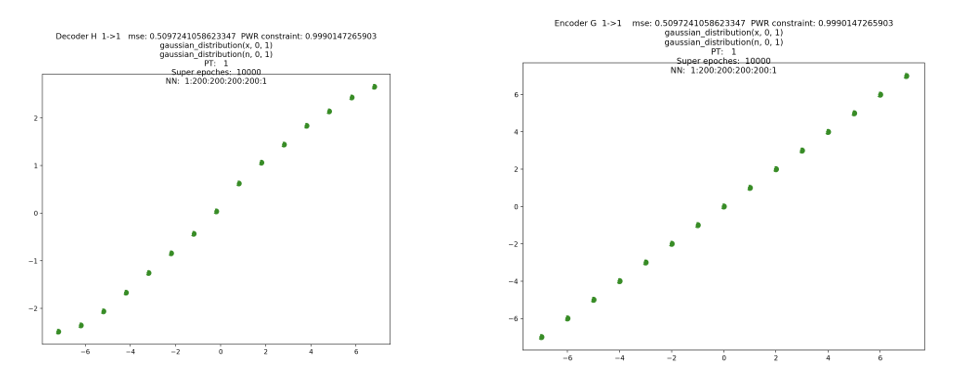 Decoder H 1->1 mse: 0.5097241058623347 PWR constraint: 0.9990147265903
gaussian_distribution(x, 0, 1)
gaussian_distribution(n, 0, 1)
PT: 1
Super epoches: 10000
NN: 1:200:200:200:200:1
2
1
0
−1
−2
−6
−4
−2
0
2
4
6
Encoder G 1->1 mse: 0.5097241058623347 PWR constraint: 0.9990147265903
gaussian_distribution(x, 0, 1)
gaussian_distribution(n, 0, 1)
PT: 1
Super epoches: 10000
NN: 1:200:200:200:200:1
6
4
2
0
−2
−4
−6
−6
−4
−2
0
2
4
6